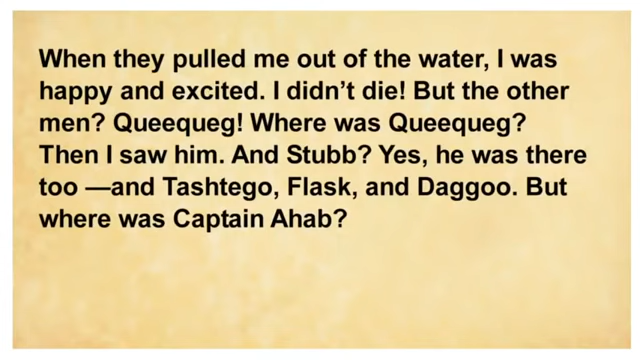 When they pulled me out of the water, I was
happy and excited. I didn’t die! But the other
men? Queequeg! Where was Queequeg?
Then I saw him. And Stubb? Yes, he was there
too —and Tashtego, Flask, and Daggoo. But
where was Captain Ahab?